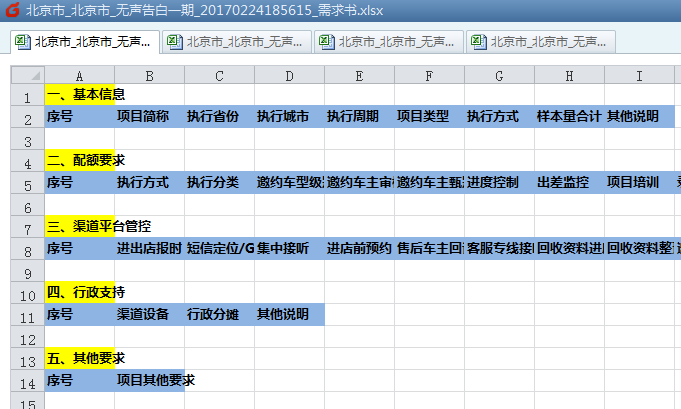 北京市_北京市_无声告白一期_20170224185615_需求书.xlsx
北京市_北京市_无声... 北京市_北京市_无声... 北京市_北京市_无声... 北京市_北京市_无声...
A B C D E F G H I
1 一、基本信息
2 序号 项目简称 执行省份 执行城市 执行周期 项目类型 执行方式 样本量合计 其他说明
3
4 二、配额要求
5 序号 执行方式 执行分类 邀约车型级 邀约车主审 邀约车主甄 进度控制 出差监控 项目培训
6
7 三、渠道平台管控
8 序号 进出店报时 短信定位/G 集中接听 进店前预约 售后车主回 客服专线接 回收资料进 回收资料整
9
10 四、行政支持
11 序号 渠道设备 行政分摊 其他说明
12
13 五、其他要求
14 序号 项目其他要求
15